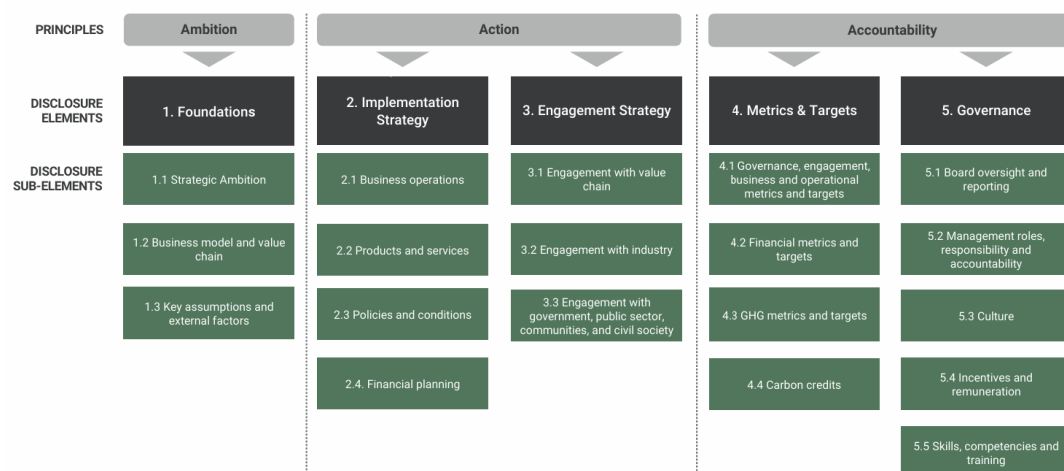 PRINCIPLES
Ambition
Action
Accountability
DISCLOSURE
ELEMENTS
1. Foundations
2. Implementation
Strategy
3. Engagement Strategy
4. Metrics & Targets
5. Governance
DISCLOSURE
SUB-ELEMENTS
1.1 Strategic Ambition
2.1 Business operations
3.1 Engagement with value
chain
4.1 Governance, engagement,
business and operational
metrics and targets
5.1 Board oversight and
reporting
1.2 Business model and value
chain
2.2 Products and services
3.2 Engagement with industry
4.2 Financial metrics and
targets
5.2 Management roles,
responsibility and
accountability
1.3 Key assumptions and
external factors
2.3 Policies and conditions
3.3 Engagement with
government, public sector,
communities, and civil society
4.3 GHG metrics and targets
5.3 Culture
2.4. Financial planning
4.4 Carbon credits
5.4 Incentives and
remuneration
5.5 Skills, competencies and
training